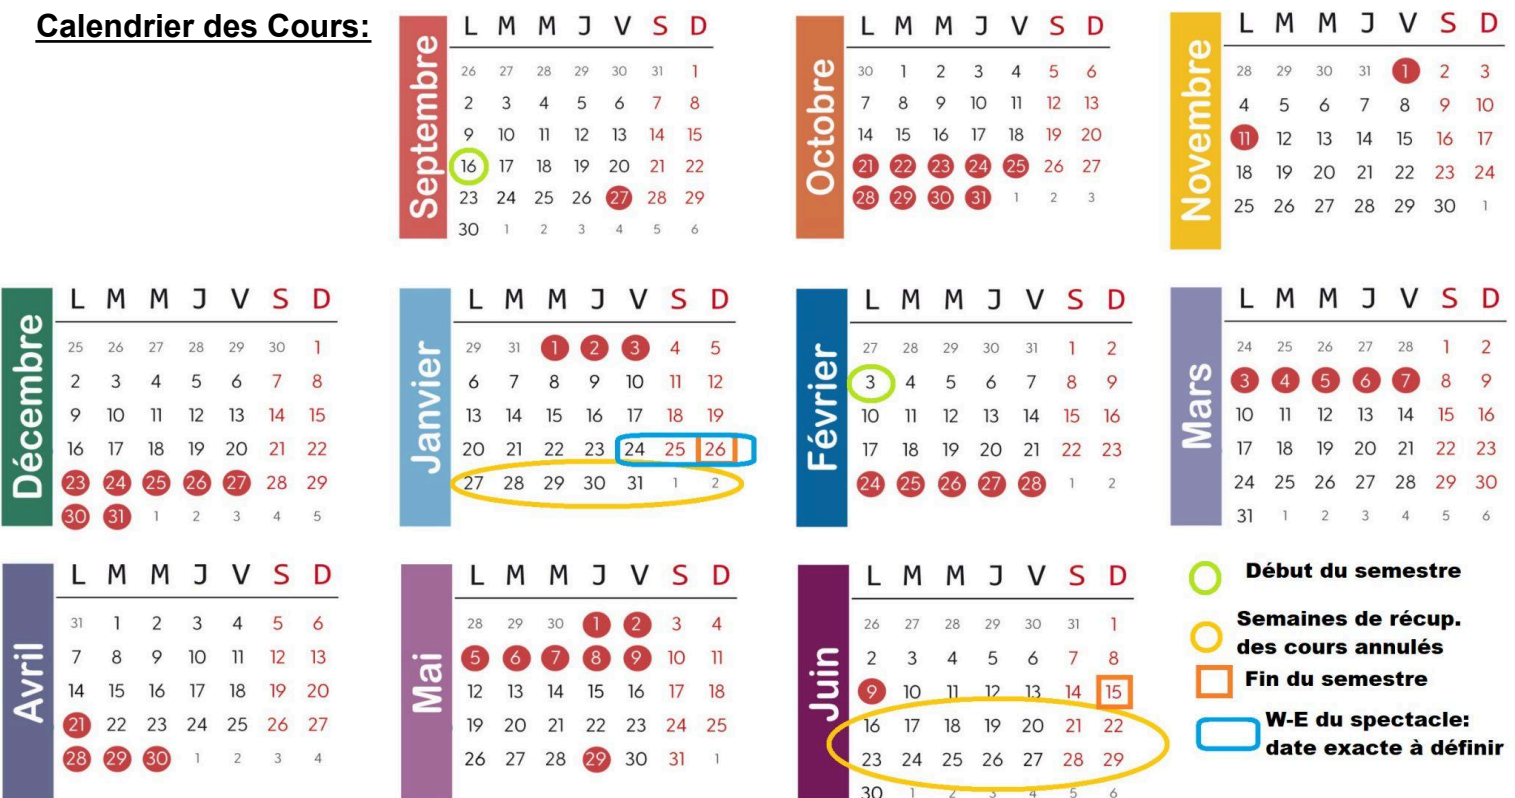 Calendrier des Cours:
Septembre
L M M J V S D
26 27 28 29 30 31 1
2 3 4 5 6 7 8
9 10 11 12 13 14 15
16 17 18 19 20 21 22
23 24 25 26 27 28 29
30 1 2 3 4 5 6
Octobre
L M M J V S D
30 1 2 3 4 5 6
7 8 9 10 11 12 13
14 15 16 17 18 19 20
21 22 23 24 25 26 27
28 29 30 31 1 2 3
Novembre
L M M J V S D
28 29 30 31 1 2 3
4 5 6 7 8 9 10
11 12 13 14 15 16 17
18 19 20 21 22 23 24
25 26 27 28 29 30 1
Décembre
L M M J V S D
25 26 27 28 29 30 1
2 3 4 5 6 7 8
9 10 11 12 13 14 15
16 17 18 19 20 21 22
23 24 25 26 27 28 29
30 31 1 2 3 4 5
Janvier
L M M J V S D
29 31 1 2 3 4 5
6 7 8 9 10 11 12
13 14 15 16 17 18 19
20 21 22 23 24 25 26
27 28 29 30 31 1 2
Février
L M M J V S D
27 28 29 30 31 1 2
3 4 5 6 7 8 9
10 11 12 13 14 15 16
17 18 19 20 21 22 23
24 25 26 27 28 1 2
Mars
L M M J V S D
24 25 26 27 28 1 2
3 4 5 6 7 8 9
10 11 12 13 14 15 16
17 18 19 20 21 22 23
24 25 26 27 28 29 30
31 1 2 3 4 5 6
Avril
L M M J V S D
31 1 2 3 4 5 6
7 8 9 10 11 12 13
14 15 16 17 18 19 20
21 22 23 24 25 26 27
28 29 30 1 2 3 4
Mai
L M M J V S D
28 29 30 1 2 3 4
5 6 7 8 9 10 11
12 13 14 15 16 17 18
19 20 21 22 23 24 25
26 27 28 29 30 31 1
Juin
L M M J V S D
26 27 28 29 30 31 1
2 3 4 5 6 7 8
9 10 11 12 13 14 15
16 17 18 19 20 21 22
23 24 25 26 27 28 29
30 1 2 3 4 5 6
Début du semestre
Semaines de récup.
des cours annulés
Fin du semestre
W-E du spectacle:
date exacte à définir